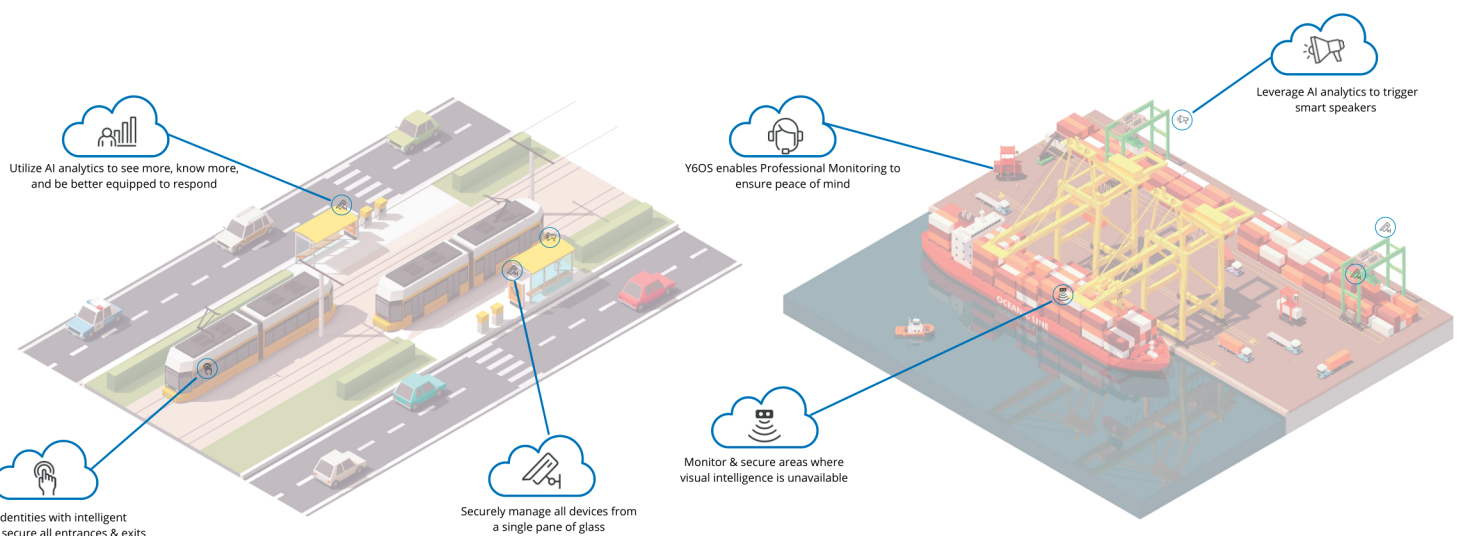 Utilize AI analytics to see more, know more,
and be better equipped to respond
dentities with intelligent
secure all entrances & exits
Securely manage all devices from
a single pane of glass
Y6OS enables Professional Monitoring to
ensure peace of mind
Leverage AI analytics to trigger
smart speakers
Monitor & secure areas where
visual intelligence is unavailable